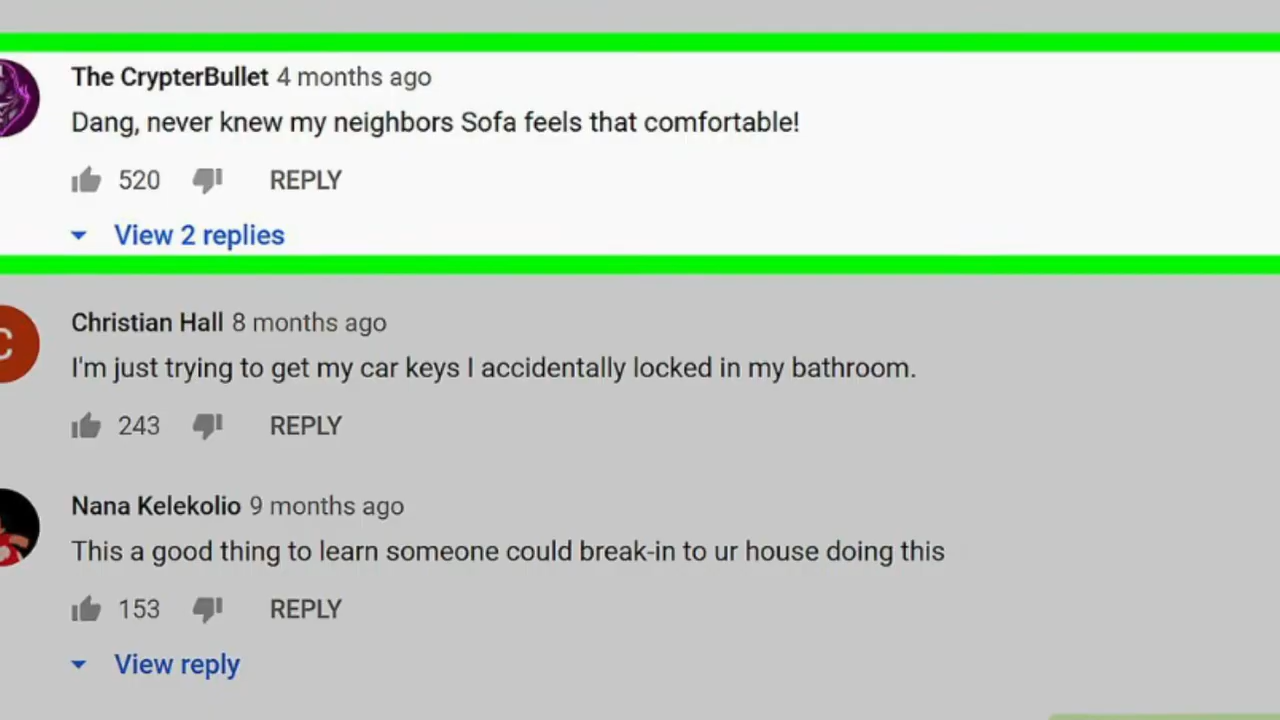 The CrypterBullet 4 months ago
Dang, never knew my neighbors Sofa feels that comfortable!
520 REPLY
View 2 replies
C
Christian Hall 8 months ago
I'm just trying to get my car keys I accidentally locked in my bathroom.
243 REPLY
Nana Kelekolio 9 months ago
This a good thing to learn someone could break-in to ur house doing this
153 REPLY
View reply